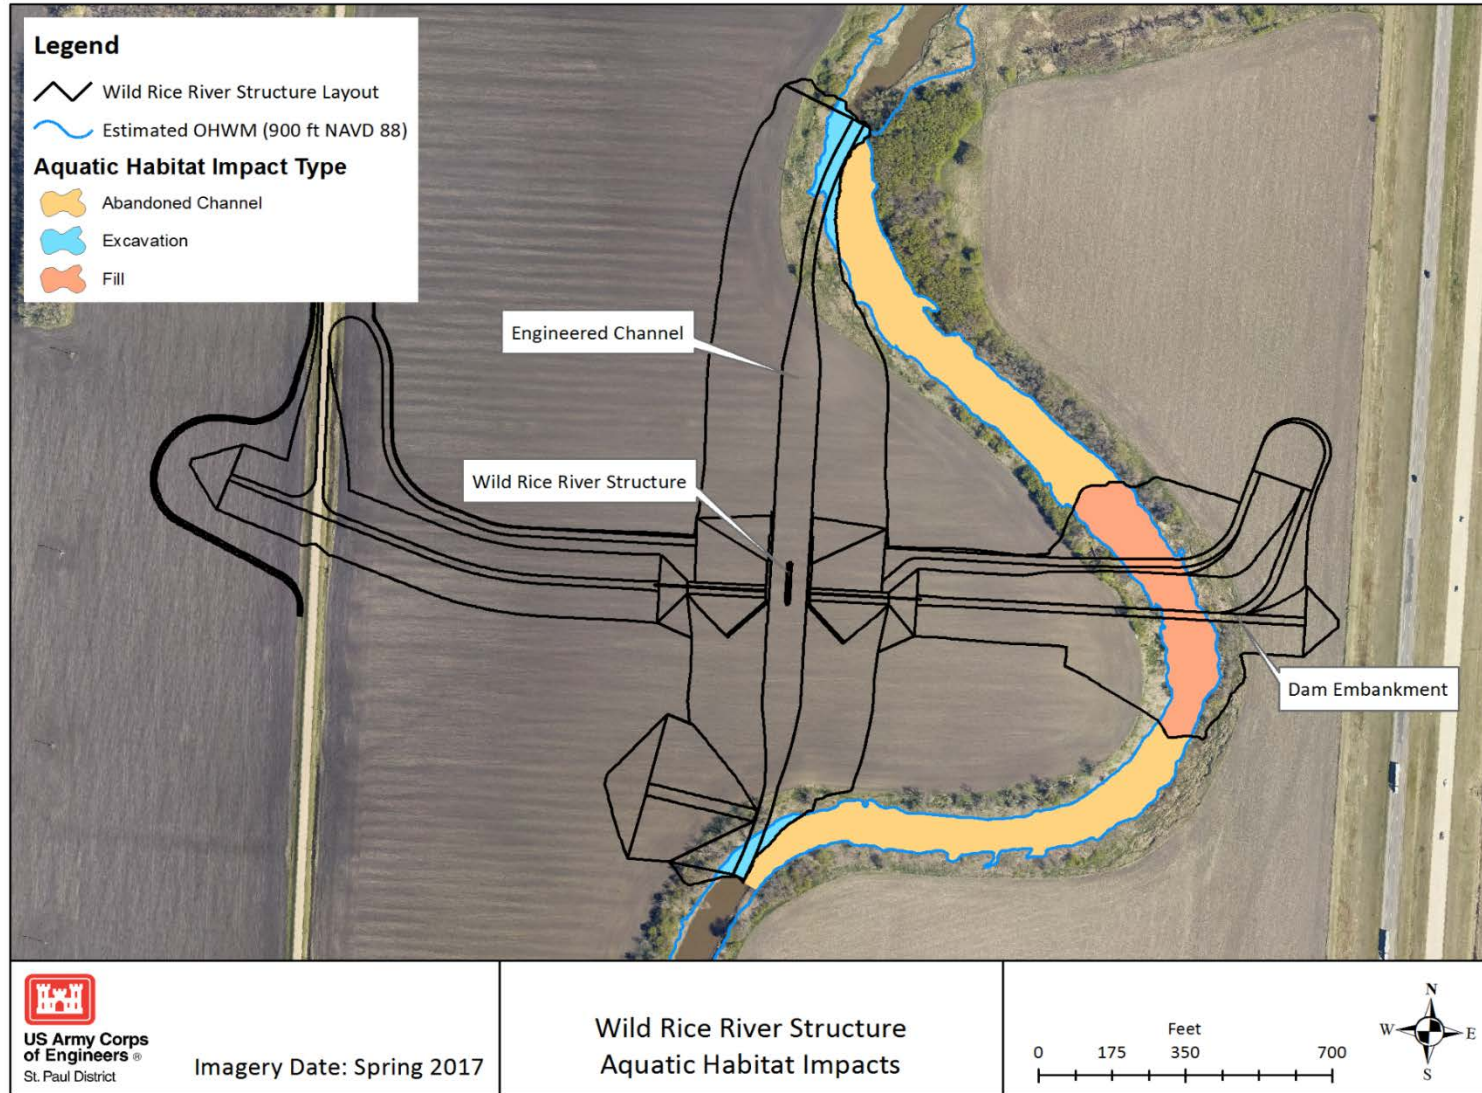 Legend
Wild Rice River Structure Layout
Estimated OHWM (900 ft NAVD 88)
Aquatic Habitat Impact Type
Abandoned Channel
Excavation
Fill
Engineered Channel
Wild Rice River Structure
Dam Embankment
US Army Corps
of Engineers ®
St. Paul District
Imagery Date: Spring 2017
Wild Rice River Structure
Aquatic Habitat Impacts
Feet
0 175 350 700
N
W E
S